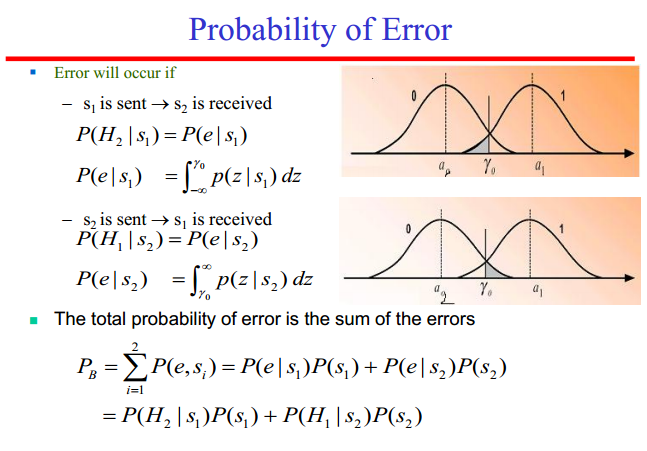 Probability of Error
Error will occur if
– s₁ is sent → s₂ is received
P(H₂ | s₁) = P(e | s₁)
P(e | s₁) = ∫_{-∞}^{γ₀} p(z | s₁) dz
0 1
a₀ γ₀ a₁
– s₂ is sent → s₁ is received
P(H₁ | s₂) = P(e | s₂)
P(e | s₂) = ∫_{γ₀}^{∞} p(z | s₂) dz
0 1
a₂ γ₀ a₁
The total probability of error is the sum of the errors
P_B = ∑_{i=1}^{2} P(e, s_i) = P(e | s₁)P(s₁) + P(e | s₂)P(s₂)
= P(H₂ | s₁)P(s₁) + P(H₁ | s₂)P(s₂)